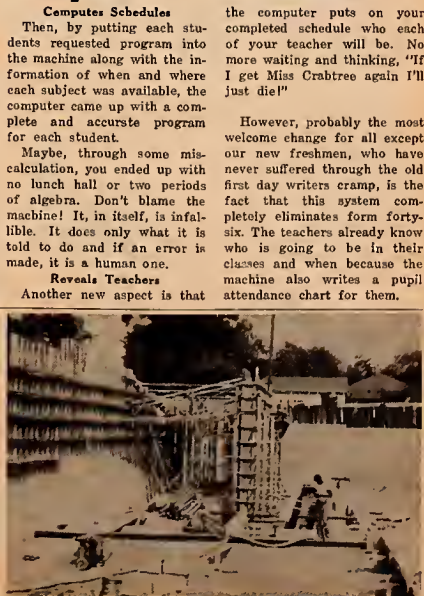 Computes Schedules
Then, by putting each stu-
dents requested program into
the machine along with the in-
formation of when and where
each subject was available, the
computer came up with a com-
plete and accurste program
for each student.
Maybe, through some mis-
calculation, you ended up with
no lunch hall or two periods
of algebra. Don't blame the
machine! It, in itself, is infal-
lible. It does only what it is
told to do and if an error is
made, it is a human one.
Reveals Teachers
Another new aspect is that
the computer puts on your
completed schedule who each
of your teacher will be. No
more waiting and thinking, "If
I get Miss Crabtree again I'll
just die!"
However, probably the most
welcome change for all except
our new freshmen, who have
never suffered through the old
first day writers cramp, is the
fact that this system com-
pletely eliminates form forty-
six. The teachers already know
who is going to be in their
classes and when because the
machine also writes a pupil
attendance chart for them.